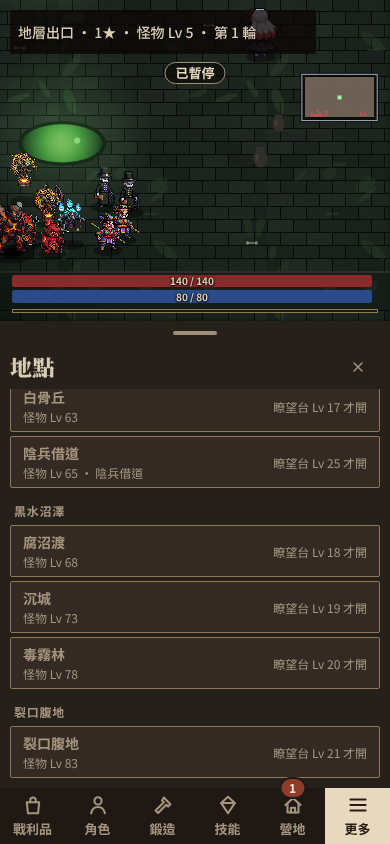 地層出口 · 1★ · 怪物 Lv 5 · 第 1 輪
已暫停
140 / 140
80 / 80
地點
×
白骨丘
怪物 Lv 63
瞭望台 Lv 17 才開
陰兵借道
怪物 Lv 65 · 陰兵借道
瞭望台 Lv 25 才開
黑水沼澤
腐沼渡
怪物 Lv 68
瞭望台 Lv 18 才開
沉城
怪物 Lv 73
瞭望台 Lv 19 才開
毒霧林
怪物 Lv 78
瞭望台 Lv 20 才開
裂口腹地
裂口腹地
怪物 Lv 83
瞭望台 Lv 21 才開
1
戰利品
角色
鍛造
技能
營地
更多